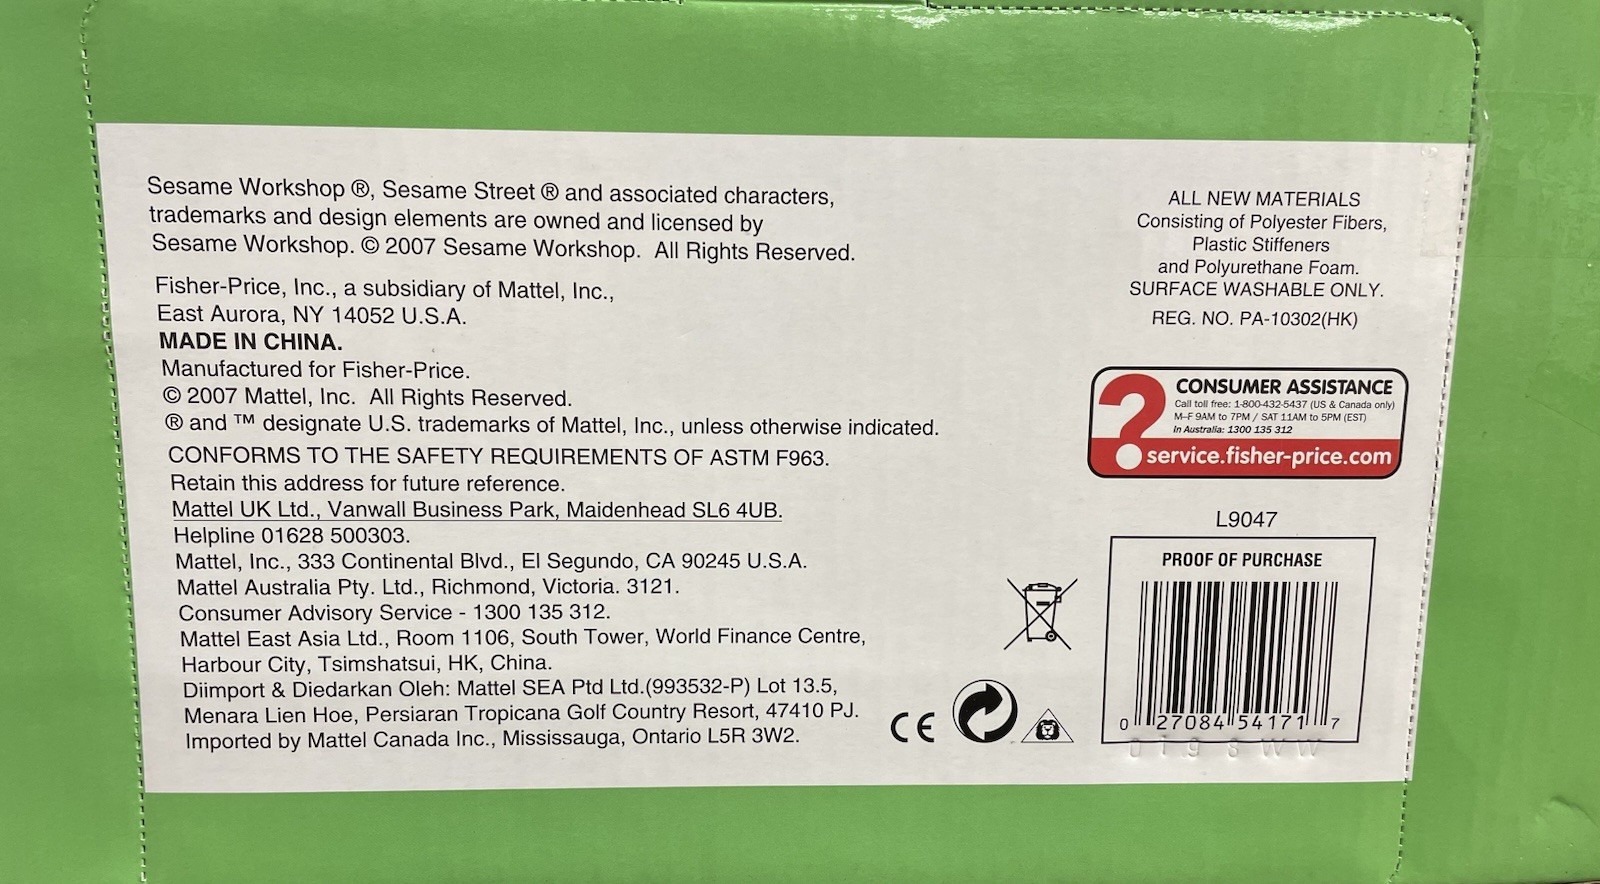 Sesame Workshop ®, Sesame Street ® and associated characters,
trademarks and design elements are owned and licensed by
Sesame Workshop. © 2007 Sesame Workshop. All Rights Reserved.
Fisher-Price, Inc., a subsidiary of Mattel, Inc.,
East Aurora, NY 14052 U.S.A.
MADE IN CHINA.
Manufactured for Fisher-Price.
© 2007 Mattel, Inc. All Rights Reserved.
® and ™ designate U.S. trademarks of Mattel, Inc., unless otherwise indicated.
CONFORMS TO THE SAFETY REQUIREMENTS OF ASTM F963.
Retain this address for future reference.
Mattel UK Ltd., Vanwall Business Park, Maidenhead SL6 4UB.
Helpline 01628 500303.
Mattel, Inc., 333 Continental Blvd., El Segundo, CA 90245 U.S.A.
Mattel Australia Pty. Ltd., Richmond, Victoria. 3121.
Consumer Advisory Service - 1300 135 312.
Mattel East Asia Ltd., Room 1106, South Tower, World Finance Centre,
Harbour City, Tsimshatsui, HK, China.
Diimport & Diedarkan Oleh: Mattel SEA Ptd Ltd.(993532-P) Lot 13.5,
Menara Lien Hoe, Persiaran Tropicana Golf Country Resort, 47410 PJ.
Imported by Mattel Canada Inc., Mississauga, Ontario L5R 3W2.
CE
ALL NEW MATERIALS
Consisting of Polyester Fibers,
Plastic Stiffeners
and Polyurethane Foam.
SURFACE WASHABLE ONLY.
REG. NO. PA-10302(HK)
?
CONSUMER ASSISTANCE
Call toll free: 1-800-432-5437 (US & Canada only)
M–F 9AM to 7PM / SAT 11AM to 5PM (EST)
In Australia: 1300 135 312
service.fisher-price.com
L9047
PROOF OF PURCHASE
0 27084 54171 7
0198WW